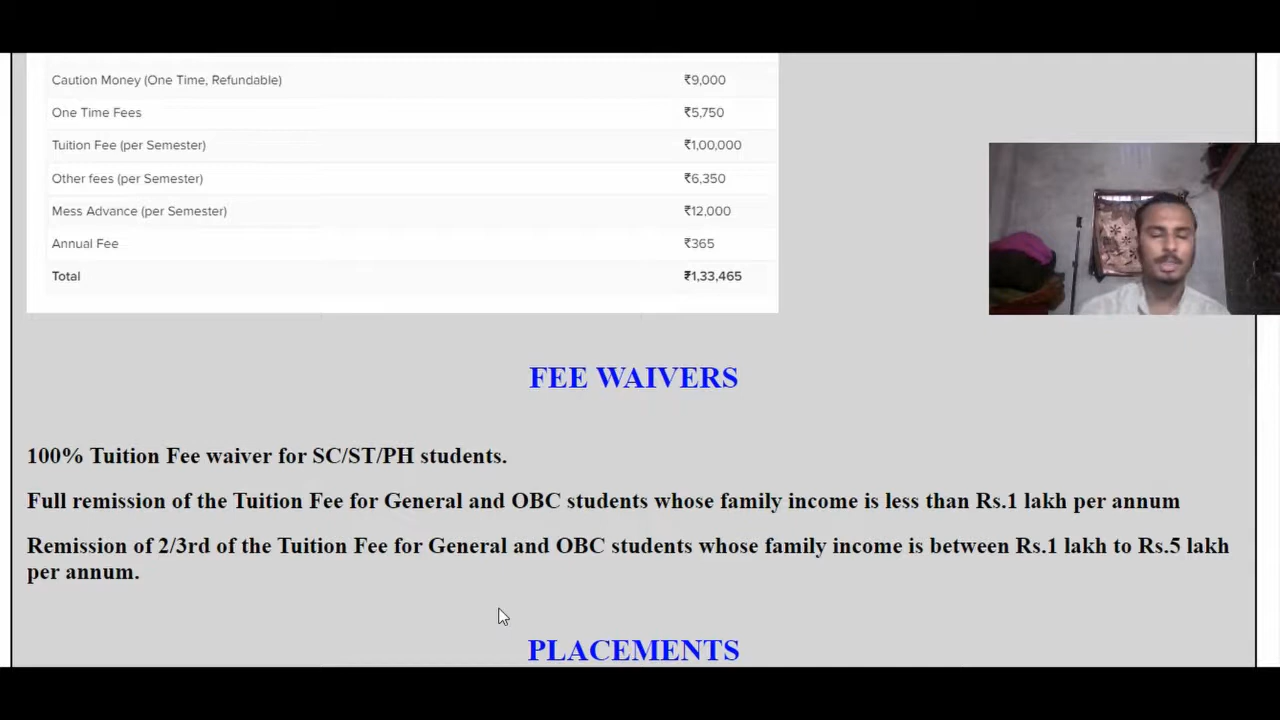 Caution Money (One Time, Refundable) ₹9,000
One Time Fees ₹5,750
Tuition Fee (per Semester) ₹1,00,000
Other fees (per Semester) ₹6,350
Mess Advance (per Semester) ₹12,000
Annual Fee ₹365
Total ₹1,33,465
FEE WAIVERS
100% Tuition Fee waiver for SC/ST/PH students.
Full remission of the Tuition Fee for General and OBC students whose family income is less than Rs.1 lakh per annum
Remission of 2/3rd of the Tuition Fee for General and OBC students whose family income is between Rs.1 lakh to Rs.5 lakh
per annum.
PLACEMENTS